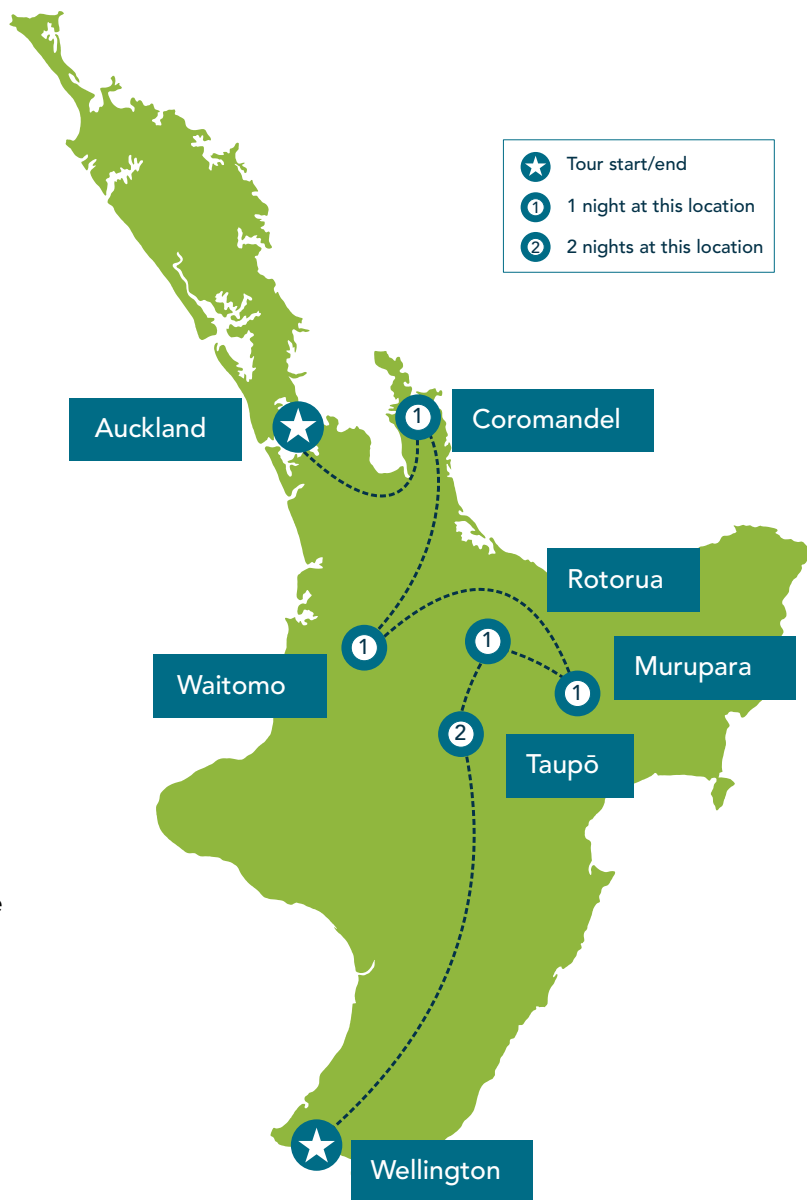 Tour start/end
1
1 night at this location
2
2 nights at this location
Auckland
1
Coromandel
Rotorua
1
Waitomo
1
1
Murupara
2
Taupō
e
Wellington